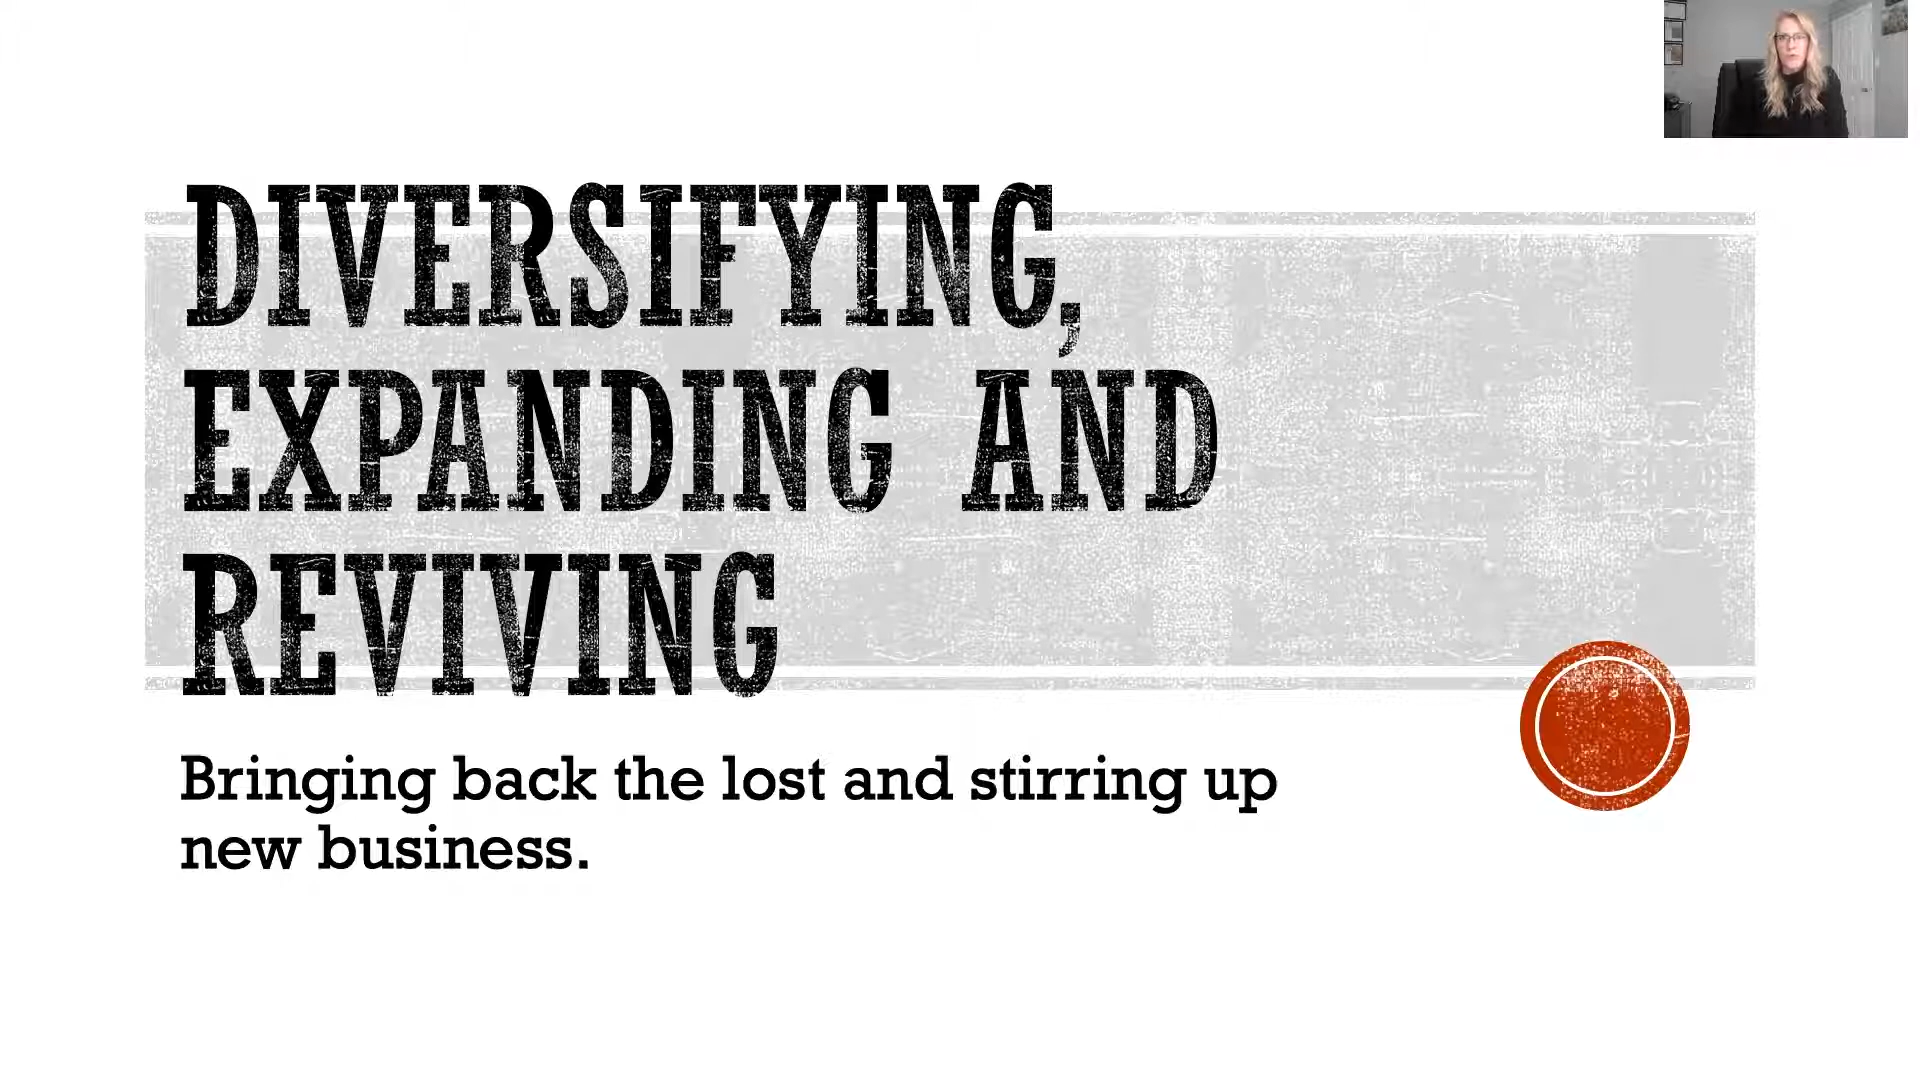 DIVERSIFYING,
EXPANDING AND
REVIVING
Bringing back the lost and stirring up
new business.